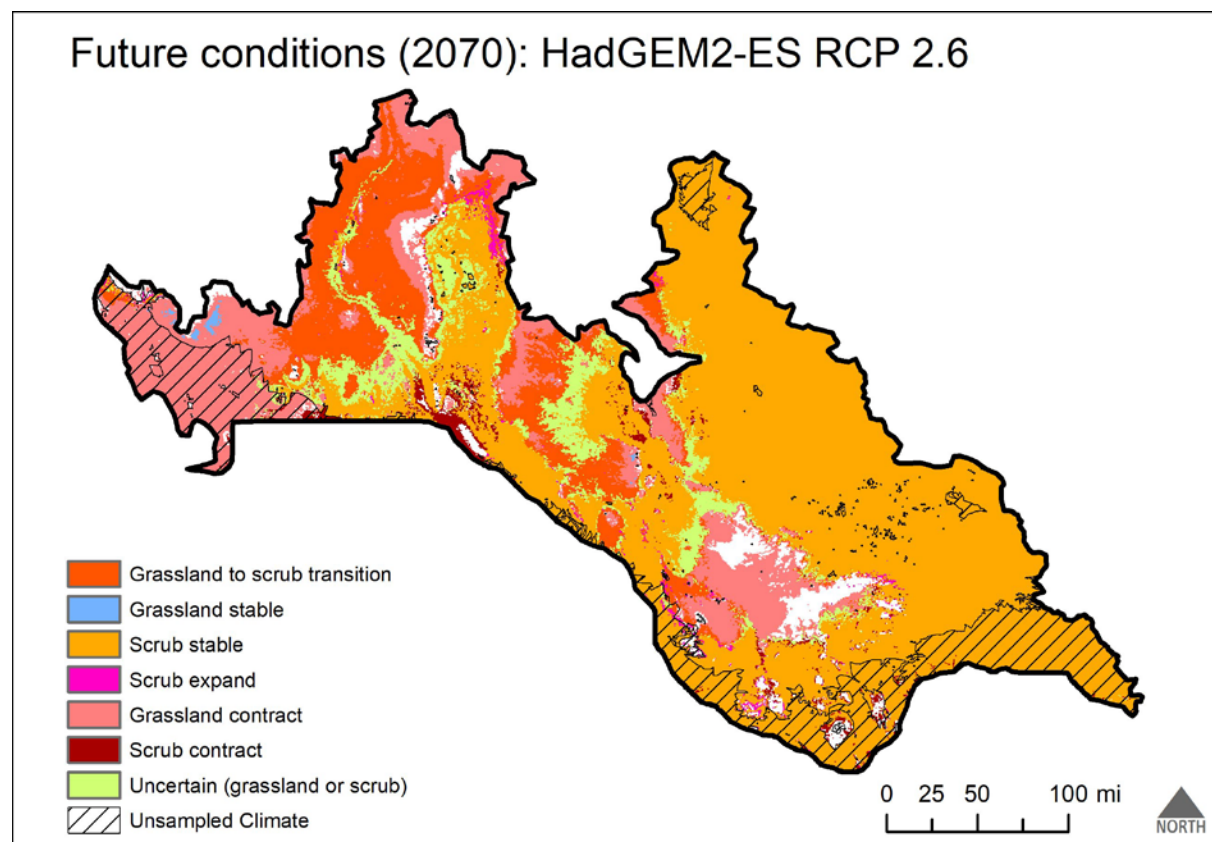 Future conditions (2070): HadGEM2-ES RCP 2.6
Grassland to scrub transition
Grassland stable
Scrub stable
Scrub expand
Grassland contract
Scrub contract
Uncertain (grassland or scrub)
Unsampled Climate
0 25 50 100 mi
NORTH